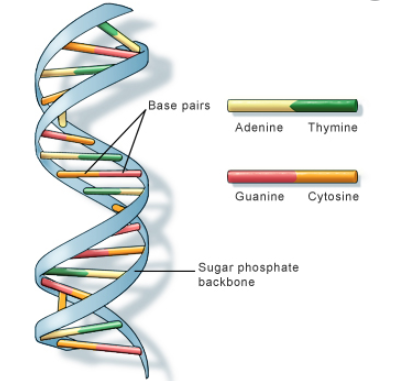 Base pairs
Adenine Thymine
Guanine Cytosine
Sugar phosphate
backbone